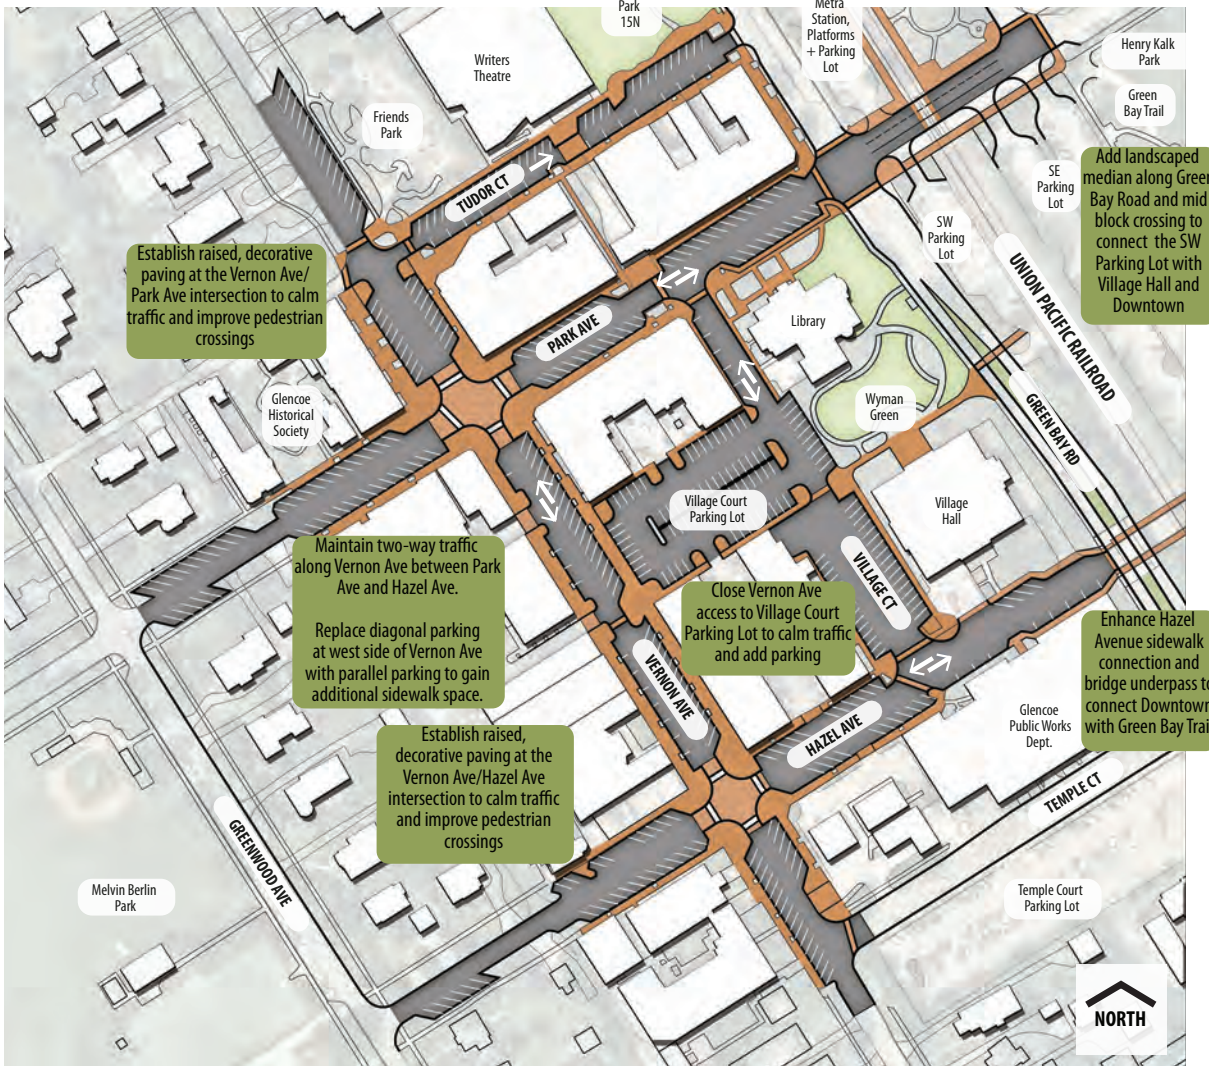 Park
15N
Metra
Station,
Platforms
+ Parking
Lot
Henry Kalk
Park
Writers
Theatre
Green
Bay Trail
Friends
Park
TUDOR CT
SE
Parking
Lot
Add landscaped
median along Green
Bay Road and mid
block crossing to
connect the SW
Parking Lot with
Village Hall and
Downtown
SW
Parking
Lot
Establish raised, decorative
paving at the Vernon Ave/
Park Ave intersection to calm
traffic and improve pedestrian
crossings
UNION PACIFIC RAILROAD
Library
PARK AVE
Glencoe
Historical
Society
Wyman
Green
GREEN BAY RD
Village Court
Parking Lot
Village
Hall
Maintain two-way traffic
along Vernon Ave between Park
Ave and Hazel Ave.
Replace diagonal parking
at west side of Vernon Ave
with parallel parking to gain
additional sidewalk space.
VILLAGE CT
Close Vernon Ave
access to Village Court
Parking Lot to calm traffic
and add parking
Enhance Hazel
Avenue sidewalk
connection and
bridge underpass to
connect Downtown
with Green Bay Trail
VERNON AVE
HAZEL AVE
Glencoe
Public Works
Dept.
Establish raised,
decorative paving at the
Vernon Ave/Hazel Ave
intersection to calm traffic
and improve pedestrian
crossings
TEMPLE CT
GREENWOOD AVE
Melvin Berlin
Park
Temple Court
Parking Lot
NORTH